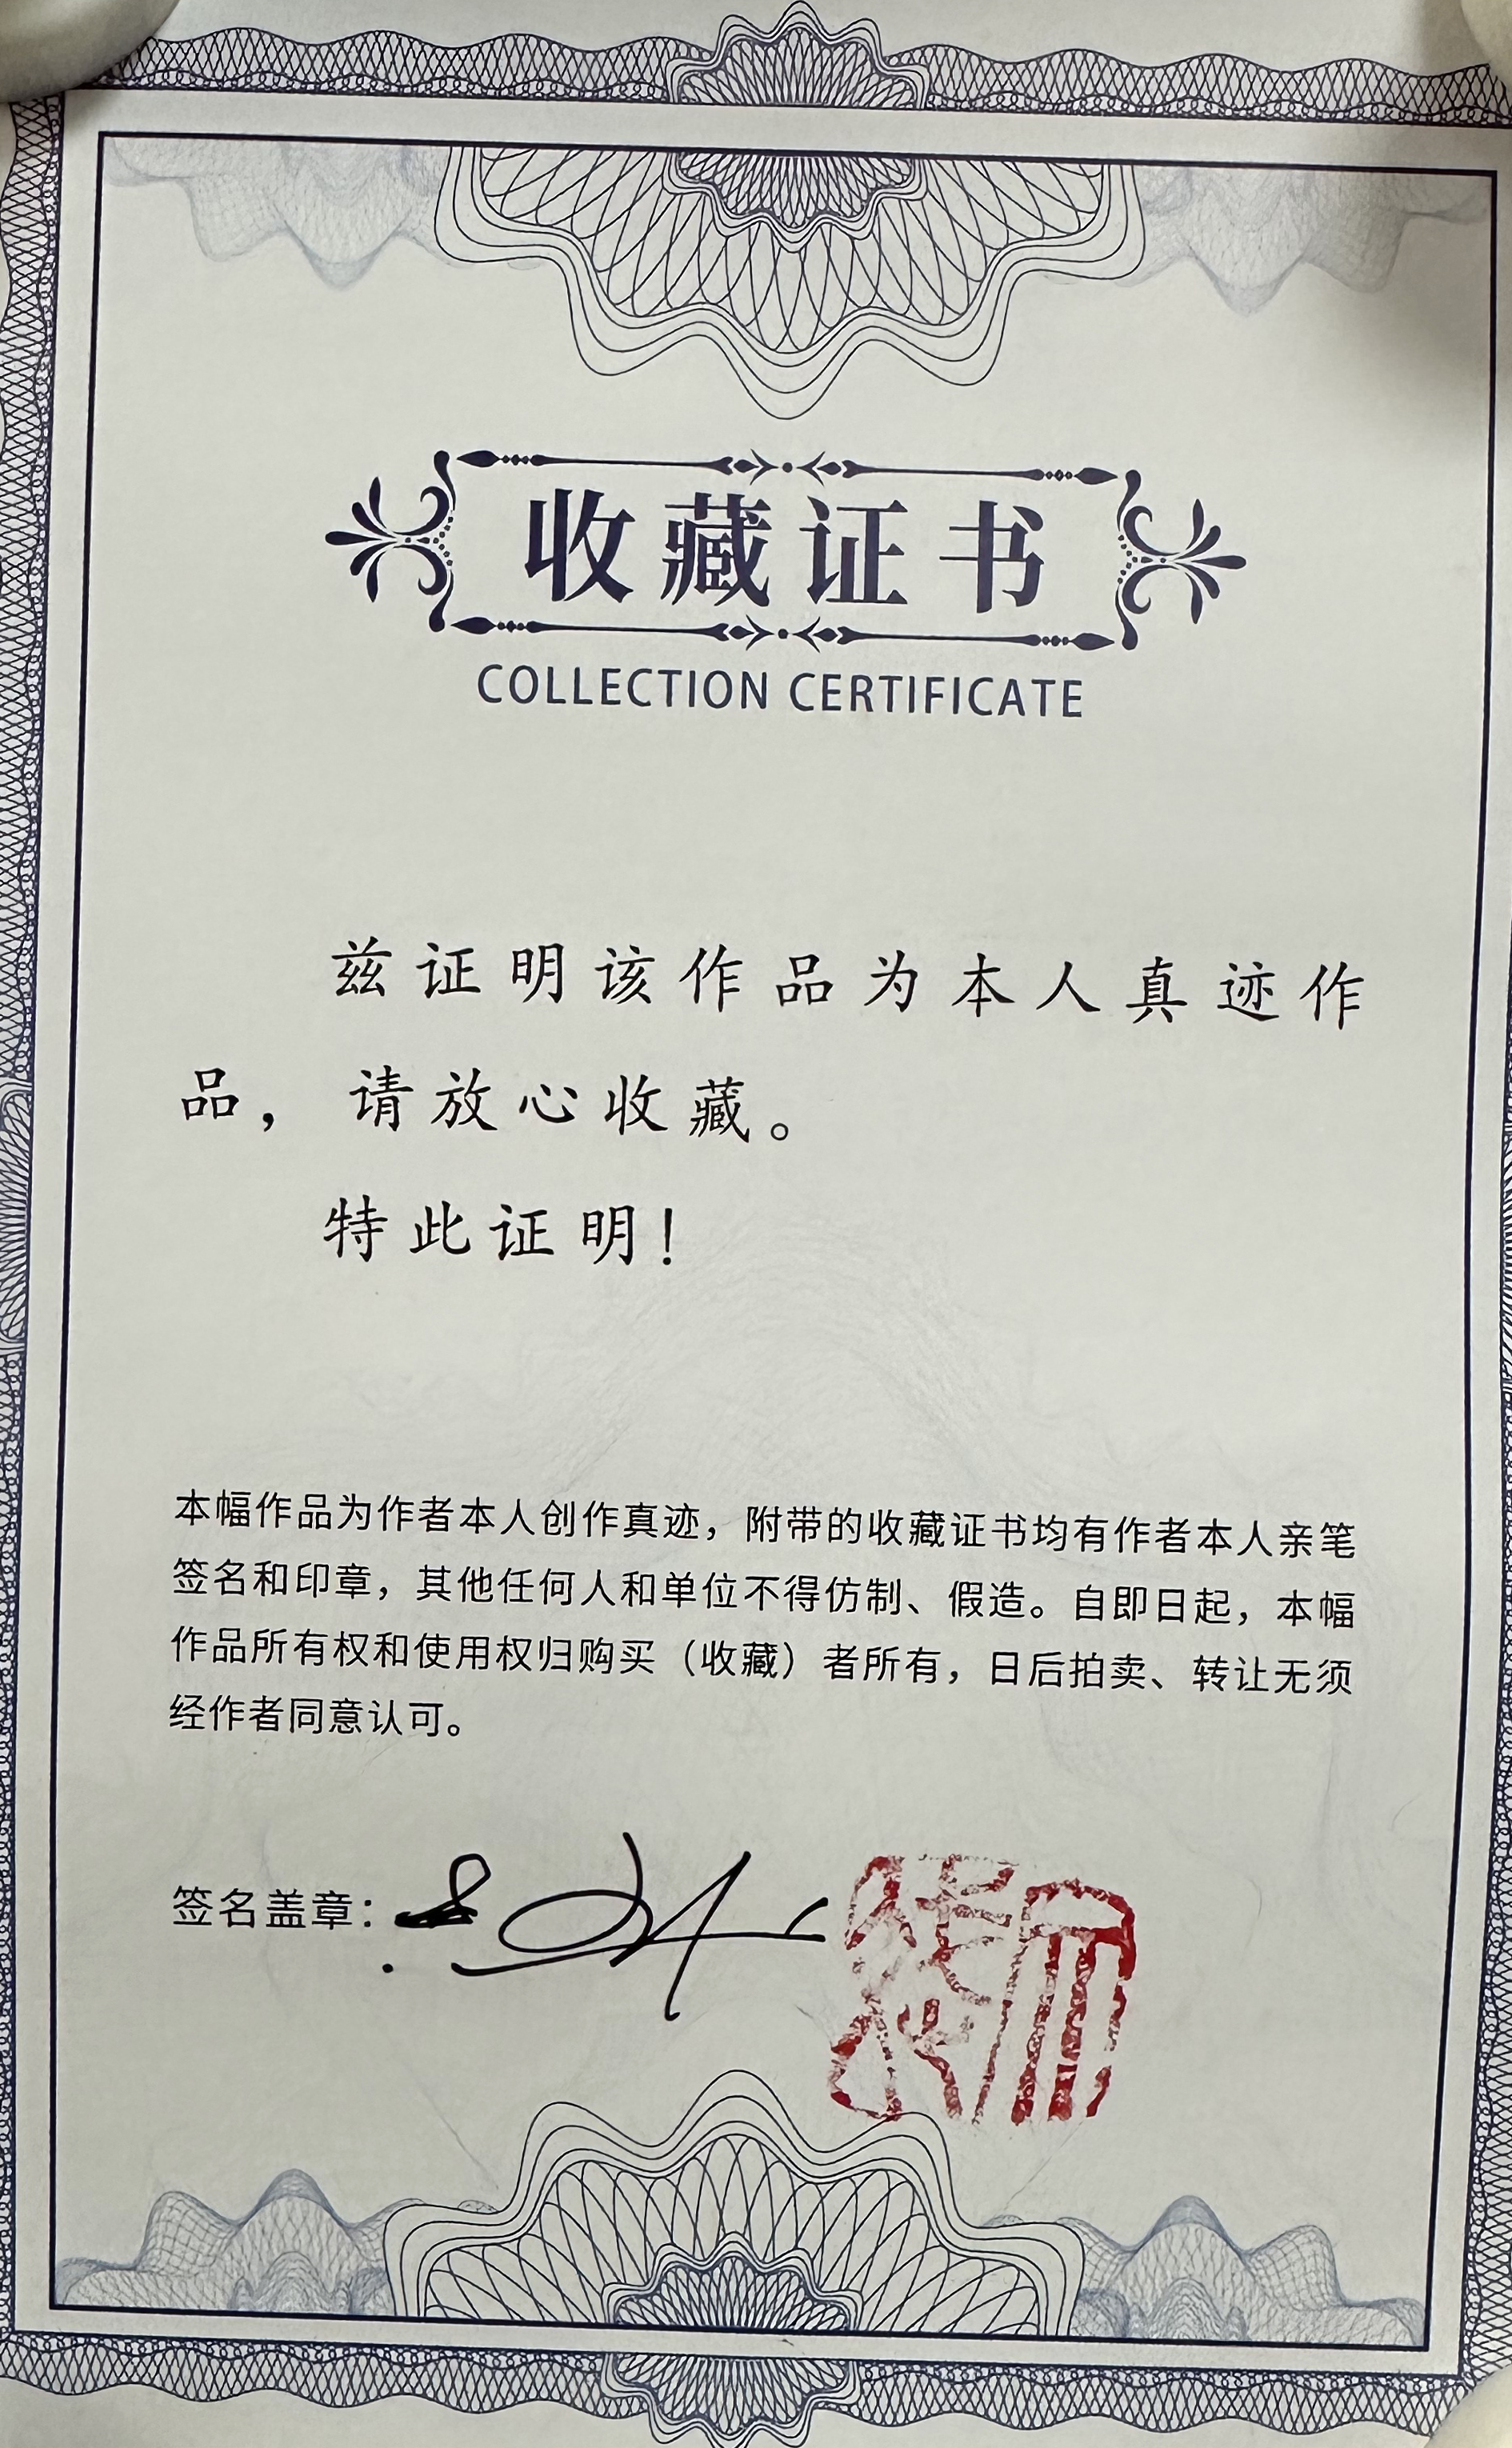 收藏证书
COLLECTION CERTIFICATE
兹证明该作品为本人真迹作
品，请放心收藏。
特此证明！
本幅作品为作者本人创作真迹，附带的收藏证书均有作者本人亲笔
签名和印章，其他任何人和单位不得仿制、假造。自即日起，本幅
作品所有权和使用权归购买（收藏）者所有，日后拍卖、转让无须
经作者同意认可。
签名盖章：